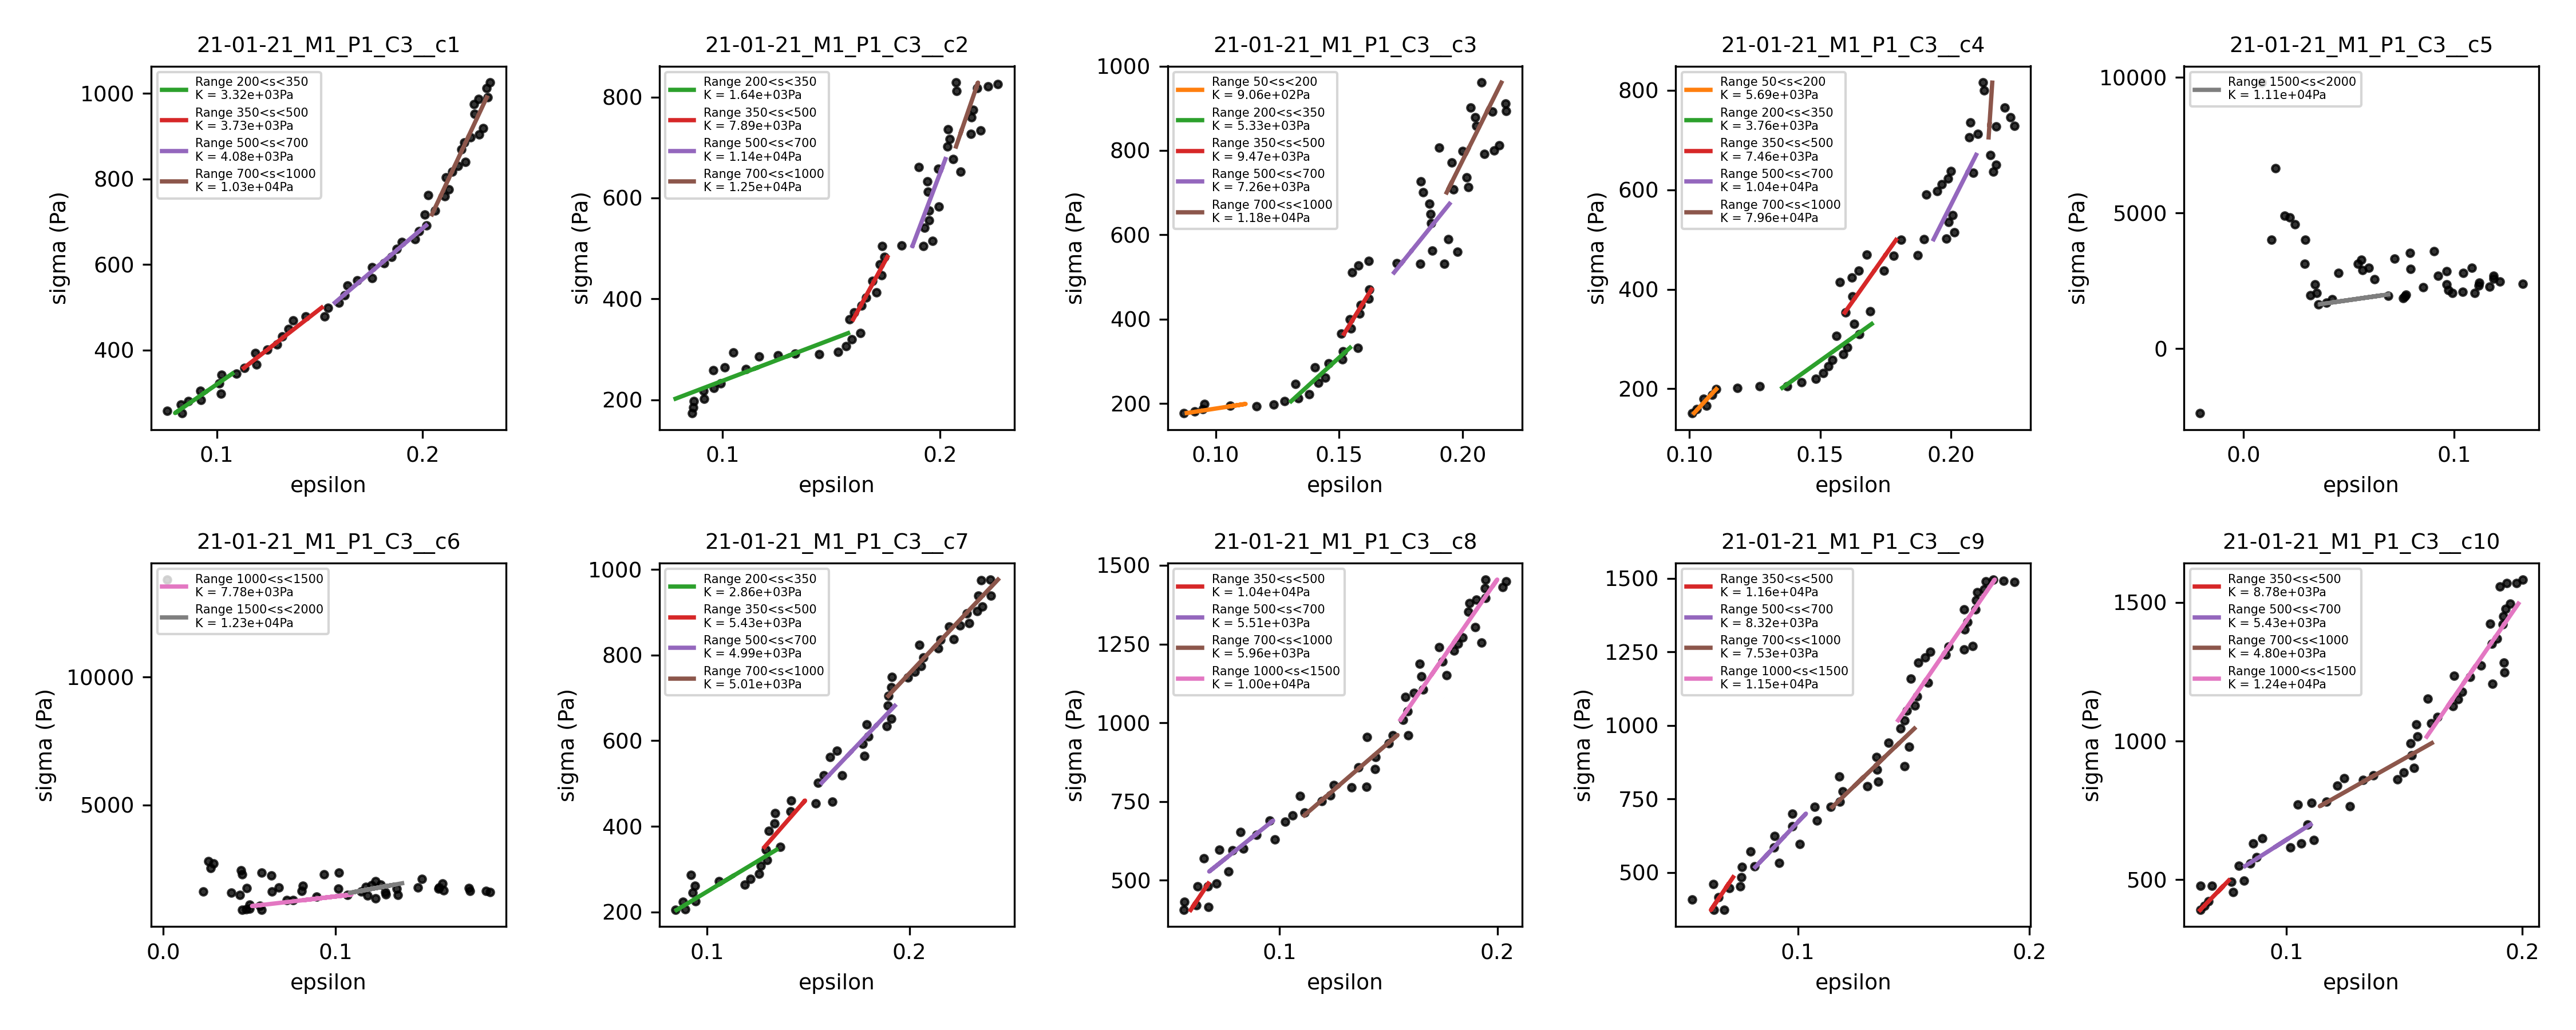 21-01-21_M1_P1_C3__c1
Range 200<s<350
K = 3.32e+03Pa
Range 350<s<500
K = 3.73e+03Pa
Range 500<s<700
K = 4.08e+03Pa
Range 700<s<1000
K = 1.03e+04Pa
1000
800
600
400
sigma (Pa)
0.1
0.2
epsilon
21-01-21_M1_P1_C3__c2
Range 200<s<350
K = 1.64e+03Pa
Range 350<s<500
K = 7.89e+03Pa
Range 500<s<700
K = 1.14e+04Pa
Range 700<s<1000
K = 1.25e+04Pa
800
600
400
200
sigma (Pa)
0.1
0.2
epsilon
21-01-21_M1_P1_C3__c3
Range 50<s<200
K = 9.06e+02Pa
Range 200<s<350
K = 5.33e+03Pa
Range 350<s<500
K = 9.47e+03Pa
Range 500<s<700
K = 7.26e+03Pa
Range 700<s<1000
K = 1.18e+04Pa
1000
800
600
400
200
sigma (Pa)
0.10
0.15
0.20
epsilon
21-01-21_M1_P1_C3__c4
Range 50<s<200
K = 5.69e+03Pa
Range 200<s<350
K = 3.76e+03Pa
Range 350<s<500
K = 7.46e+03Pa
Range 500<s<700
K = 1.04e+04Pa
Range 700<s<1000
K = 7.96e+04Pa
800
600
400
200
sigma (Pa)
0.10
0.15
0.20
epsilon
21-01-21_M1_P1_C3__c5
Range 1500<s<2000
K = 1.11e+04Pa
10000
5000
0
sigma (Pa)
0.0
0.1
epsilon
21-01-21_M1_P1_C3__c6
Range 1000<s<1500
K = 7.78e+03Pa
Range 1500<s<2000
K = 1.23e+04Pa
10000
5000
sigma (Pa)
0.0
0.1
epsilon
21-01-21_M1_P1_C3__c7
Range 200<s<350
K = 2.86e+03Pa
Range 350<s<500
K = 5.43e+03Pa
Range 500<s<700
K = 4.99e+03Pa
Range 700<s<1000
K = 5.01e+03Pa
1000
800
600
400
200
sigma (Pa)
0.1
0.2
epsilon
21-01-21_M1_P1_C3__c8
Range 350<s<500
K = 1.04e+04Pa
Range 500<s<700
K = 5.51e+03Pa
Range 700<s<1000
K = 5.96e+03Pa
Range 1000<s<1500
K = 1.00e+04Pa
1500
1250
1000
750
500
sigma (Pa)
0.1
0.2
epsilon
21-01-21_M1_P1_C3__c9
Range 350<s<500
K = 1.16e+04Pa
Range 500<s<700
K = 8.32e+03Pa
Range 700<s<1000
K = 7.53e+03Pa
Range 1000<s<1500
K = 1.15e+04Pa
1500
1250
1000
750
500
sigma (Pa)
0.1
0.2
epsilon
21-01-21_M1_P1_C3__c10
Range 350<s<500
K = 8.78e+03Pa
Range 500<s<700
K = 5.43e+03Pa
Range 700<s<1000
K = 4.80e+03Pa
Range 1000<s<1500
K = 1.24e+04Pa
1500
1000
500
sigma (Pa)
0.1
0.2
epsilon